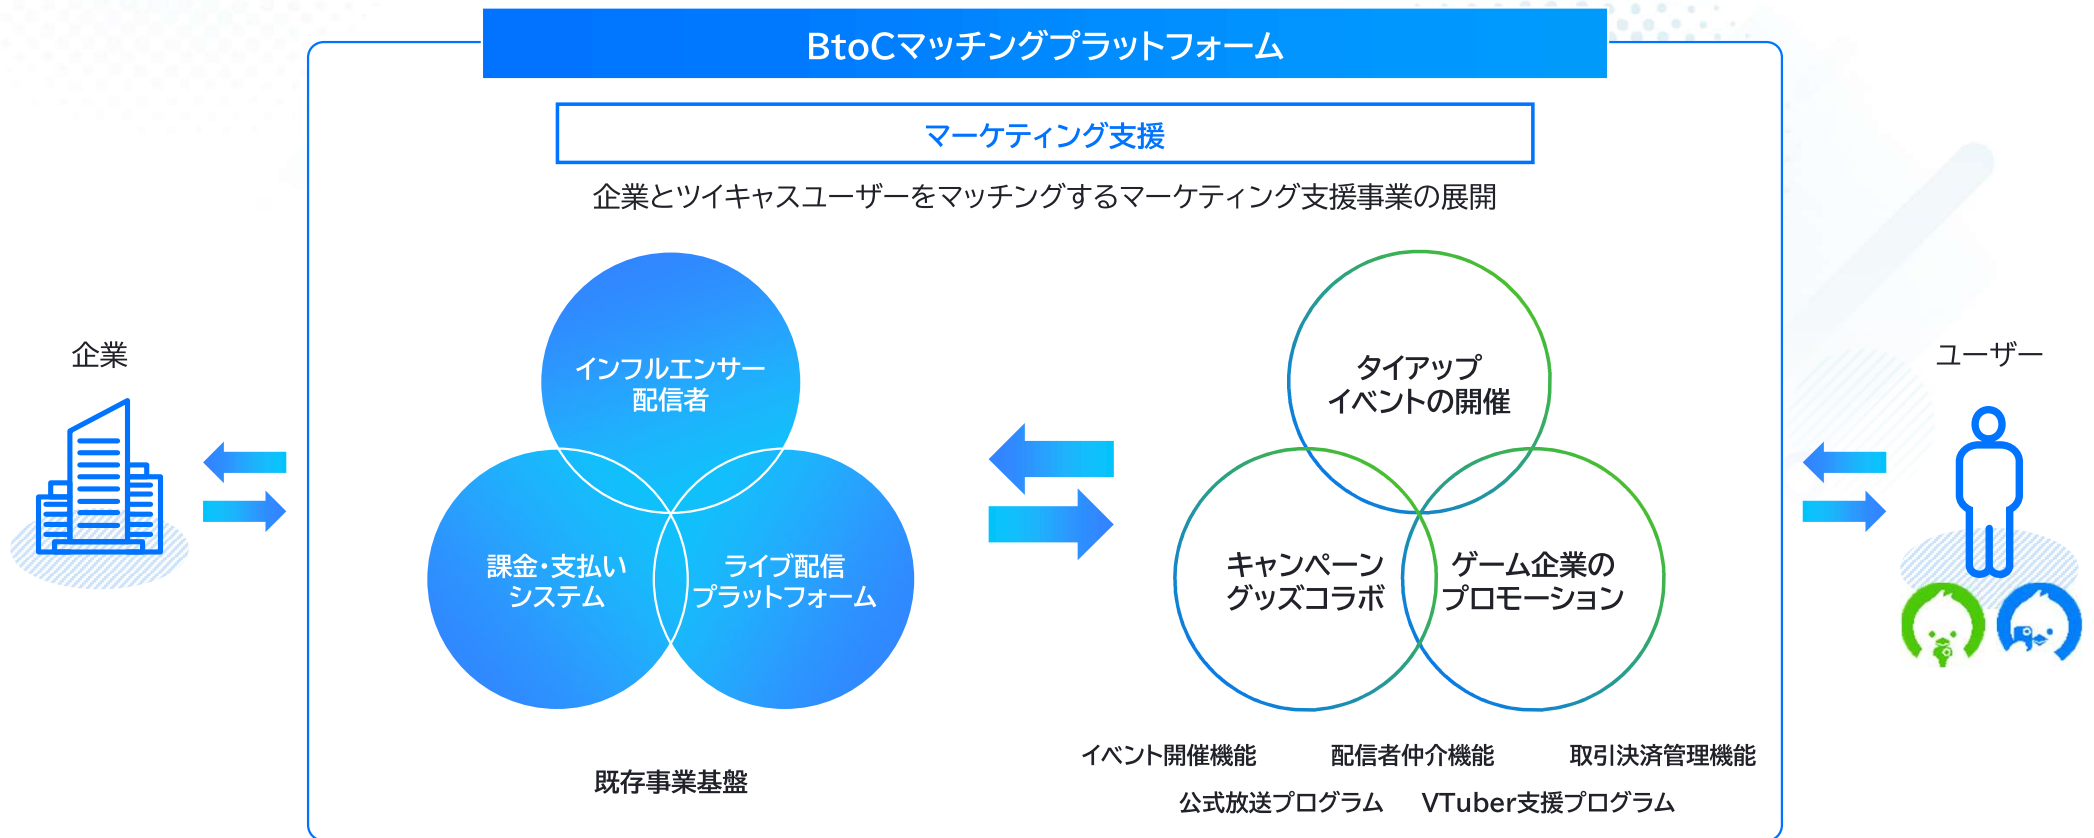 BtoCマッチングプラットフォーム
マーケティング支援
企業とツイキャスユーザーをマッチングするマーケティング支援事業の展開
企業
インフルエンサー
配信者
課金・支払い
システム
ライブ配信
プラットフォーム
既存事業基盤
タイアップ
イベントの開催
キャンペーン
グッズコラボ
ゲーム企業の
プロモーション
イベント開催機能
配信者仲介機能
取引決済管理機能
公式放送プログラム
VTuber支援プログラム
ユーザー